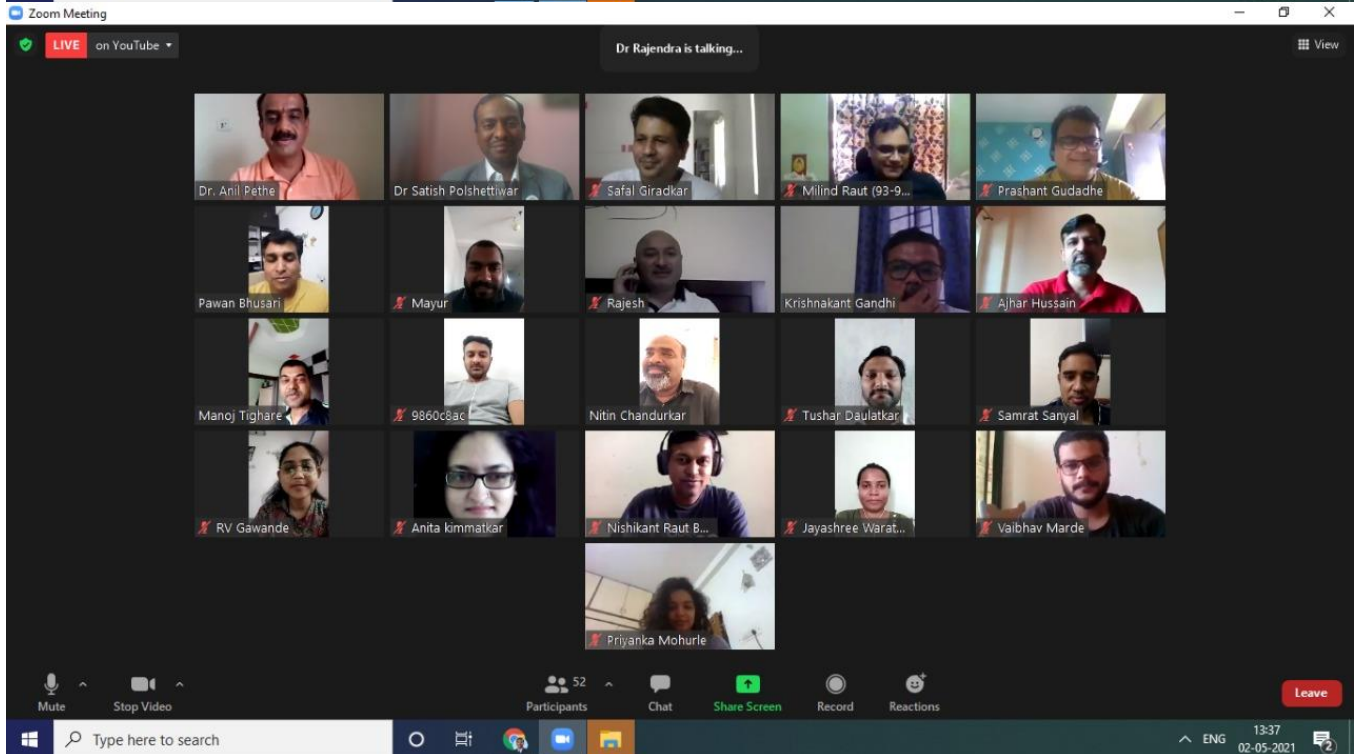 Zoom Meeting
LIVE on YouTube
Dr Rajendra is talking...
View
Dr. Anil Pethe
Dr Satish Polshettiwar
Safal Giradkar
Milind Raut (93-9...
Prashant Gudadhe
Pawan Bhusari
Mayur
Rajesh
Krishnakant Gandhi
Ajhar Hussain
Manoj Tighare
9860c8ac
Nitin Chandurkar
Tushar Daulatkar
Samrat Sanyal
RV Gawande
Anita kimmatkar
Nishikant Raut B...
Jayashree Warat...
Vaibhav Marde
Priyanka Mohurle
Mute
Stop Video
52
Participants
Chat
Share Screen
Record
Reactions
Leave
Type here to search
ENG
13:37
02-05-2021
2